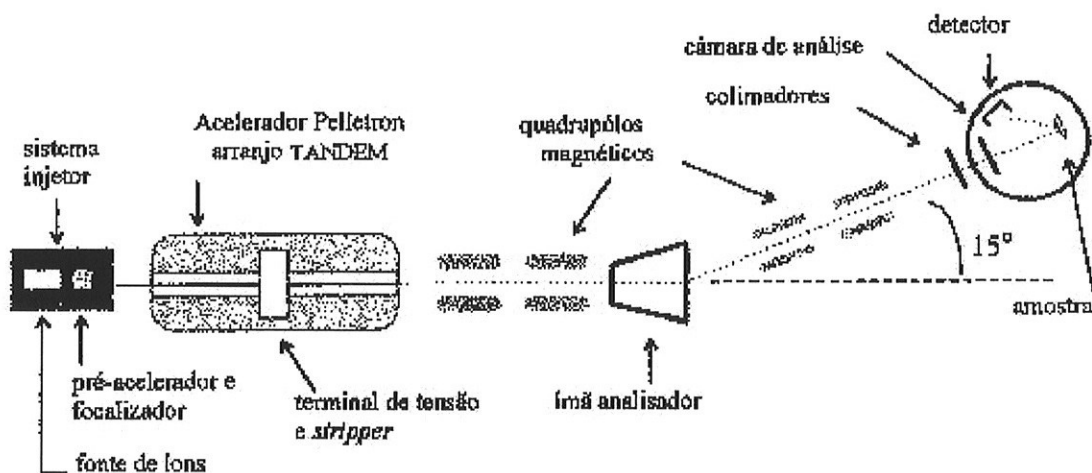 detector
câmara de análise
colimadores
quadrupólos
magnéticos
Acelerador Pelletron
arranjo TANDEM
sistema
injetor
15°
amostra
pré-acelerador e
focalizador
terminal de tensão
e stripper
ímã analisador
fonte de íons